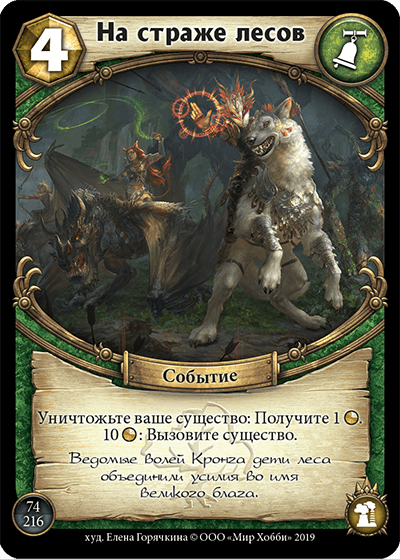 4
На страже лесов
Событие
Уничтожьте ваше существо: Получите 1 .
10 : Вызовите существо.
Ведомые волей Кронга дети леса
объединили усилия во имя
великого блага.
74
216
худ. Елена Горячкина © ООО «Мир Хобби» 2019